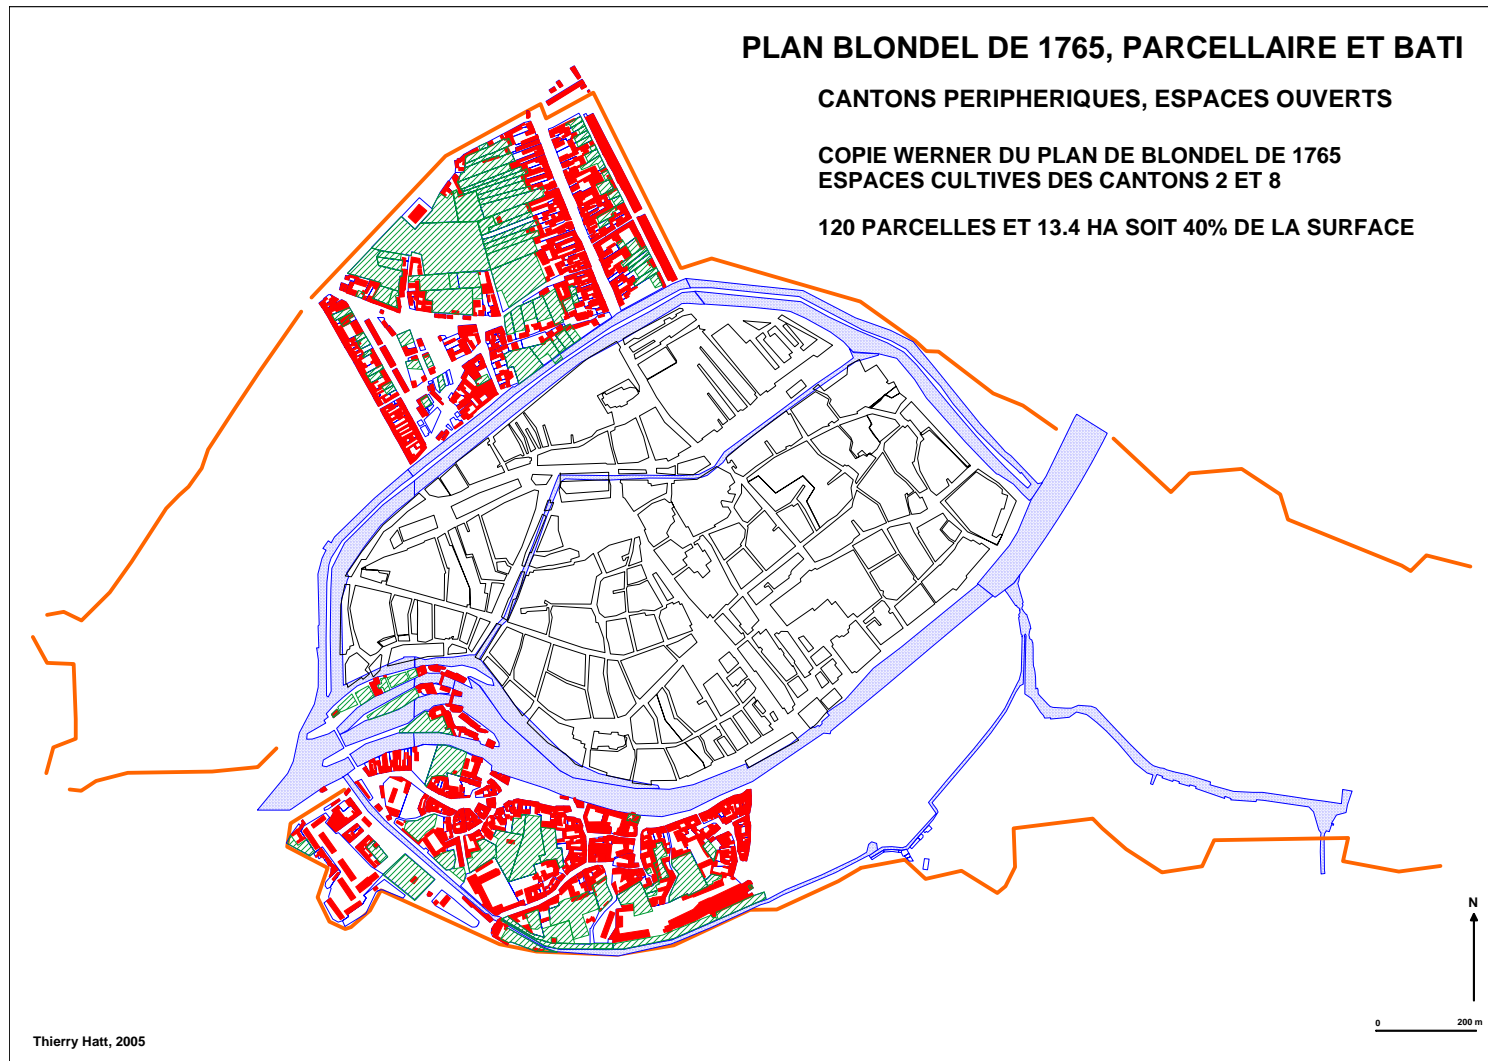 PLAN BLONDEL DE 1765, PARCELLAIRE ET BATI
CANTONS PERIPHERIQUES, ESPACES OUVERTS
COPIE WERNER DU PLAN DE BLONDEL DE 1765
ESPACES CULTIVES DES CANTONS 2 ET 8
120 PARCELLES ET 13.4 HA SOIT 40% DE LA SURFACE
N
0 200 m
Thierry Hatt, 2005